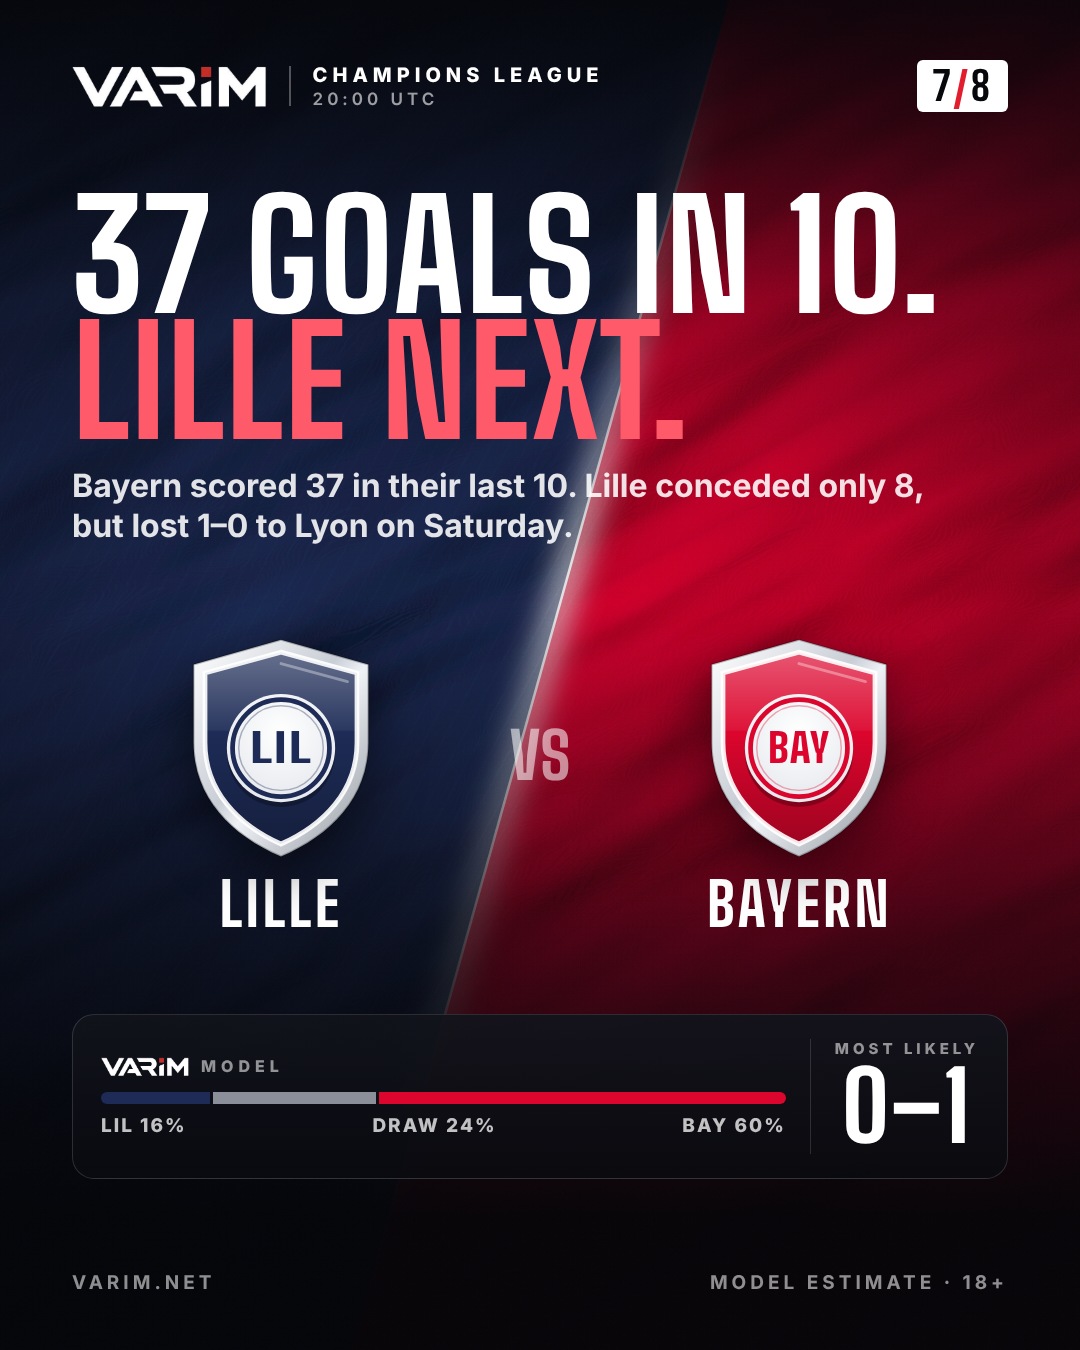 VARiM
CHAMPIONS LEAGUE
20:00 UTC
7/8
37 GOALS IN 10.
LILLE NEXT.
Bayern scored 37 in their last 10. Lille conceded only 8,
but lost 1–0 to Lyon on Saturday.
LIL
VS
BAY
LILLE
BAYERN
VARiM MODEL
LIL 16%
DRAW 24%
BAY 60%
MOST LIKELY
0–1
VARIM.NET
MODEL ESTIMATE · 18+